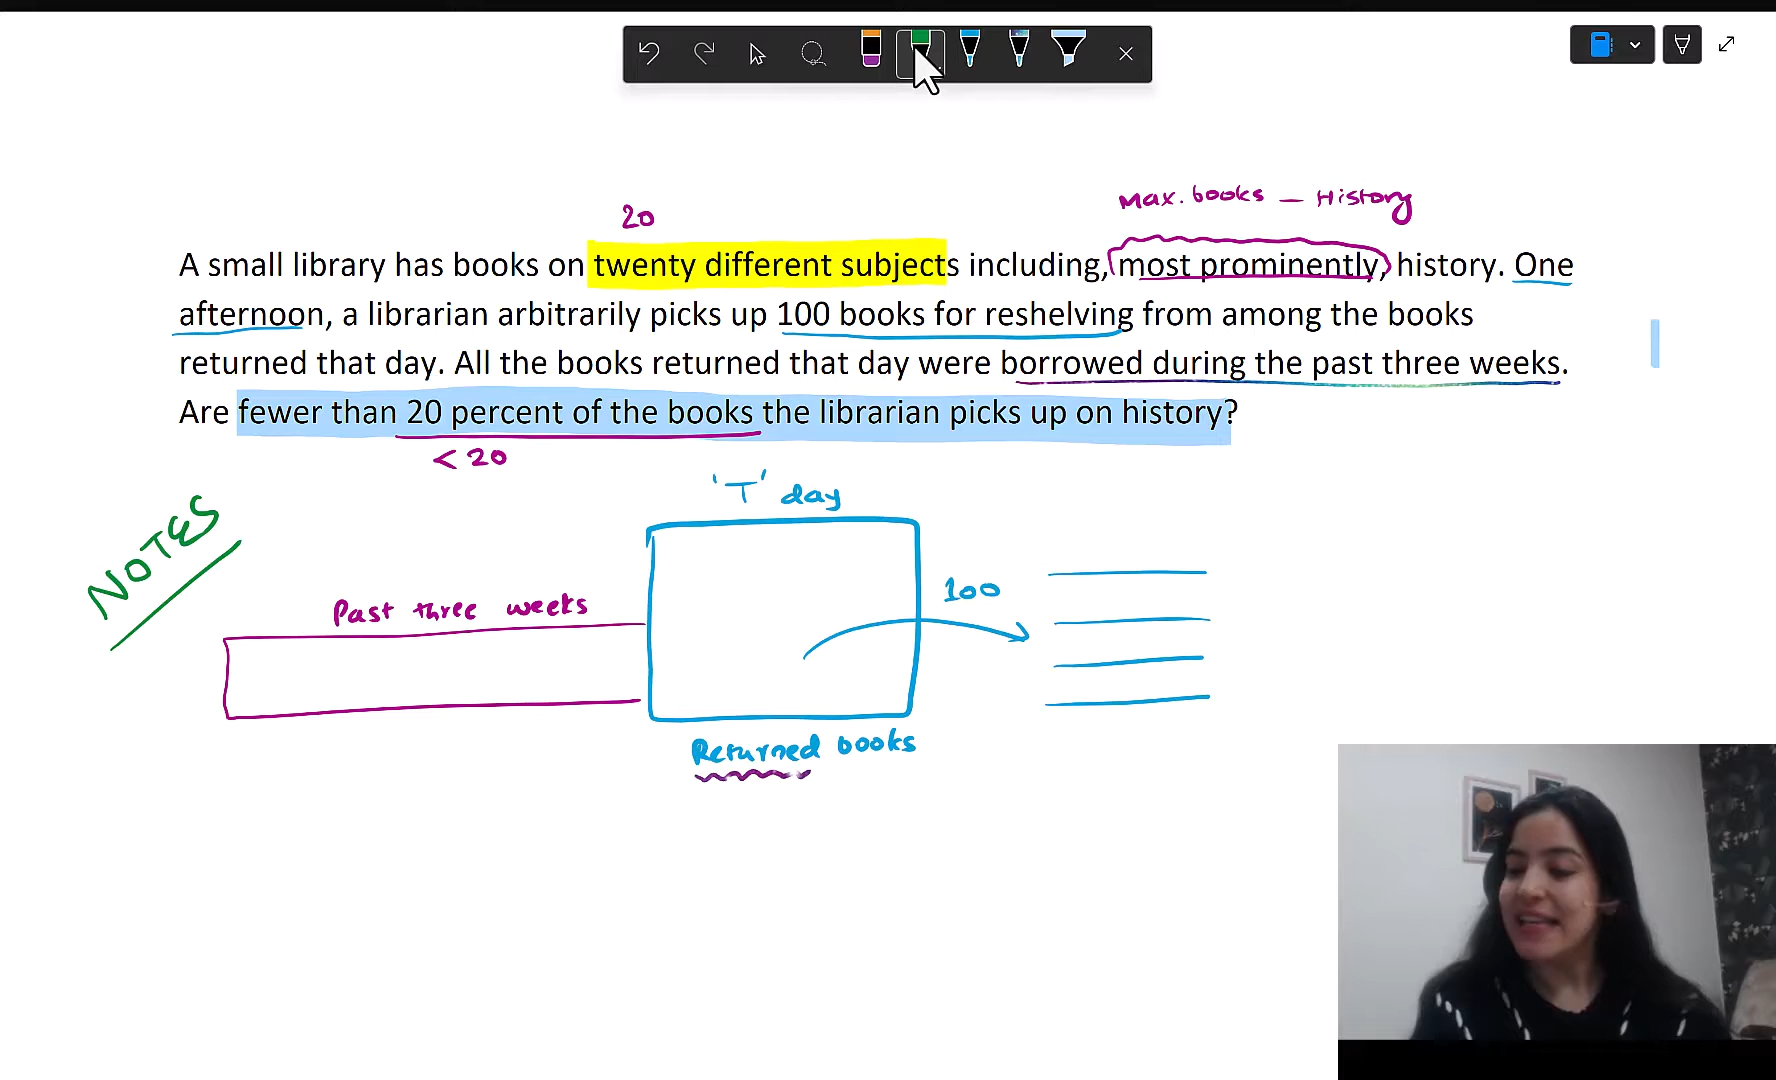 Max. books – History
20
A small library has books on twenty different subjects including, most prominently, history. One
afternoon, a librarian arbitrarily picks up 100 books for reshelving from among the books
returned that day. All the books returned that day were borrowed during the past three weeks.
Are fewer than 20 percent of the books the librarian picks up on history?
< 20
'T' day
NOTES
100
Past three weeks
Returned books